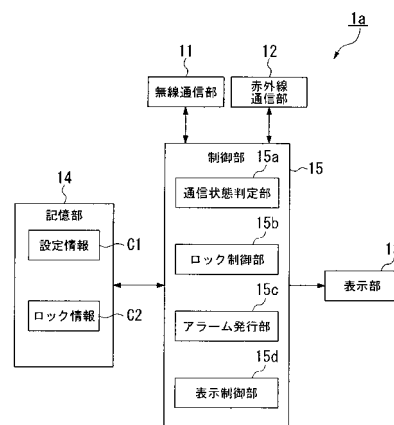 1a
11
12
無線通信部
赤外線
通信部
制御部
15
15a
通信状態判定部
14
記憶部
設定情報
C1
15b
ロック制御部
表示部
15c
アラーム発行部
ロック情報
C2
15d
表示制御部